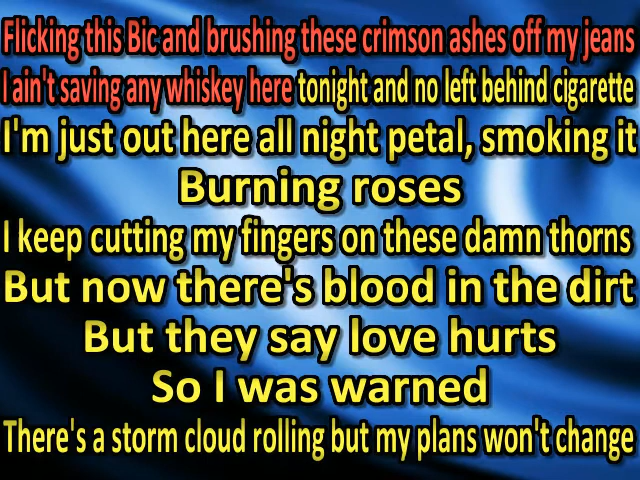 Flicking this Bic and brushing these crimson ashes off my jeans
I ain't saving any whiskey here tonight and no left behind cigarette
I'm just out here all night petal, smoking it
Burning roses
I keep cutting my fingers on these damn thorns
But now there's blood in the dirt
But they say love hurts
So I was warned
There's a storm cloud rolling but my plans won't change